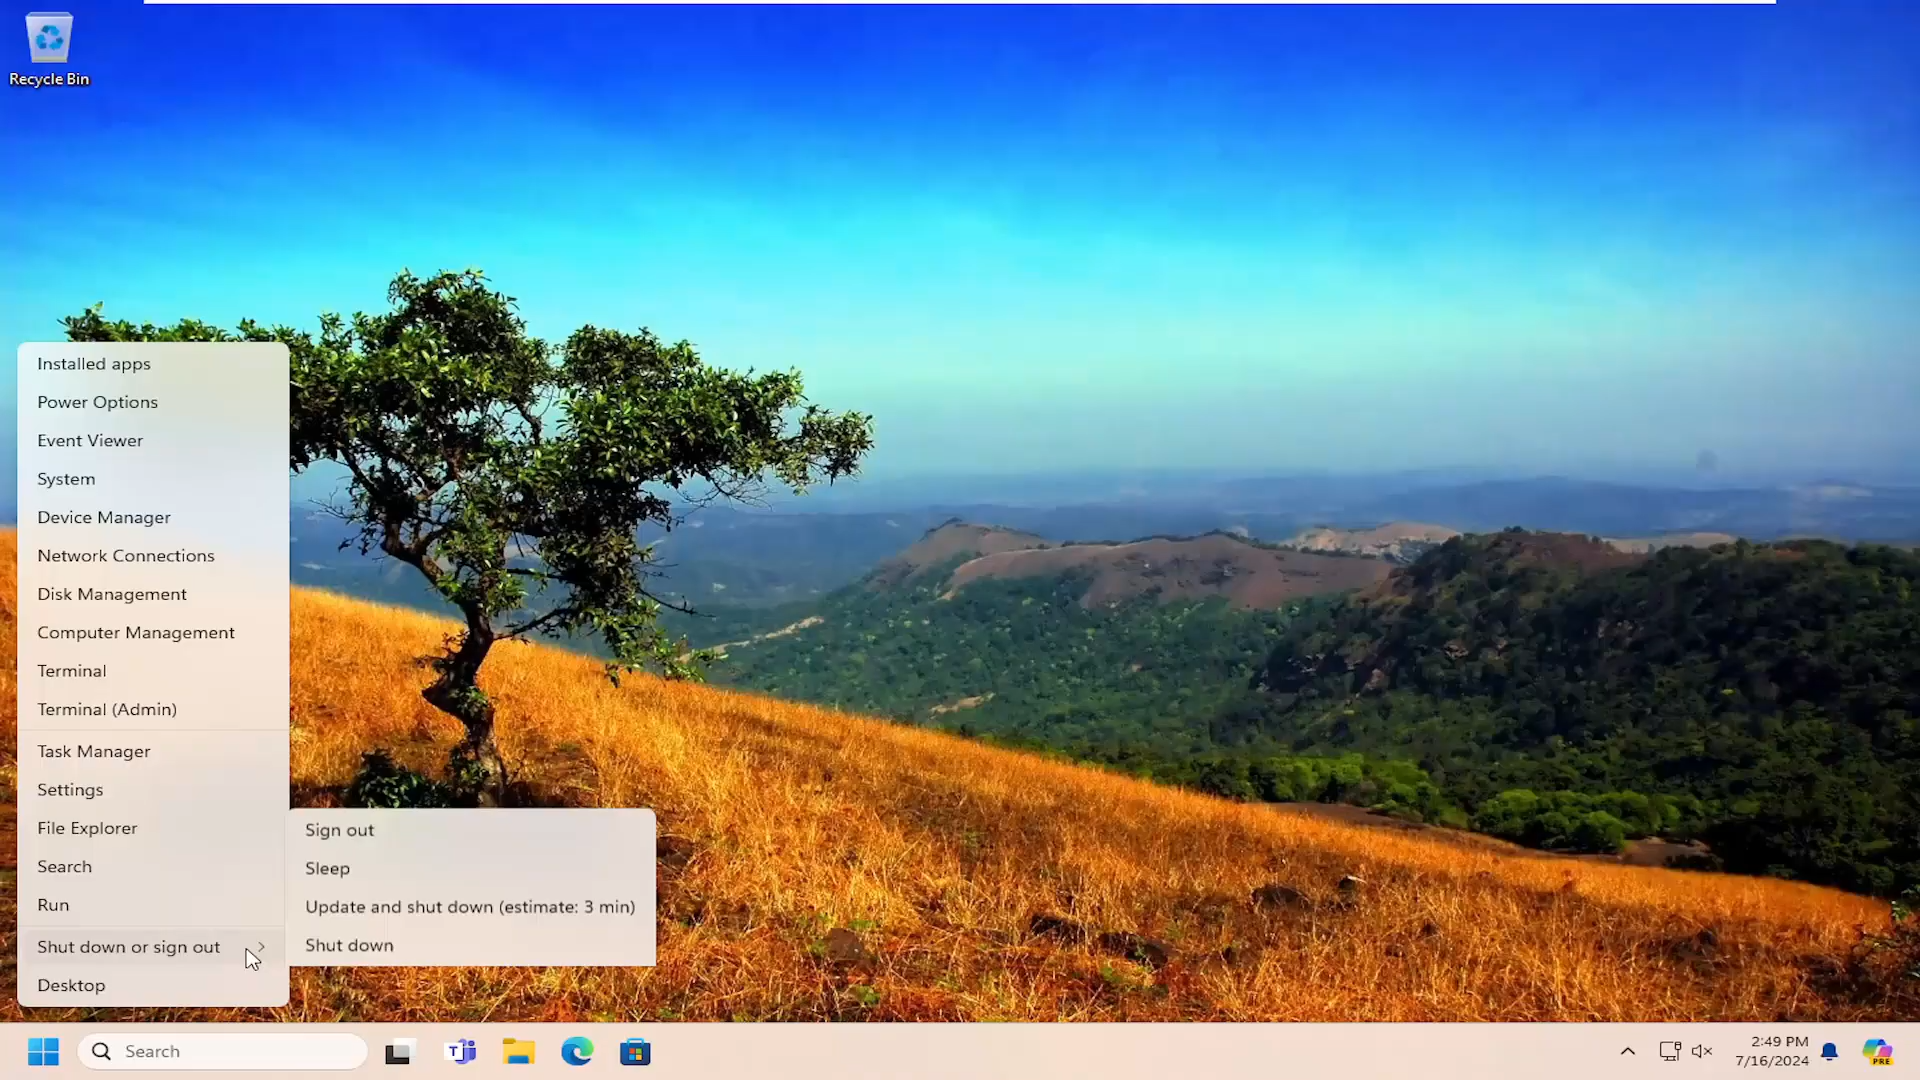 Recycle Bin
Installed apps
Power Options
Event Viewer
System
Device Manager
Network Connections
Disk Management
Computer Management
Terminal
Terminal (Admin)
Task Manager
Settings
File Explorer
Search
Run
Shut down or sign out
Desktop
Sign out
Sleep
Update and shut down (estimate: 3 min)
Shut down
Search
T
2:49 PM
7/16/2024
PRE